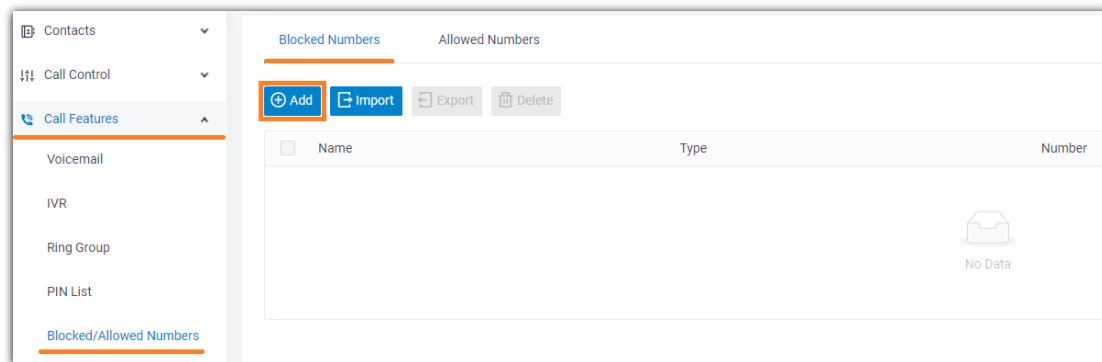 Contacts
Call Control
Call Features
Voicemail
IVR
Ring Group
PIN List
Blocked/Allowed Numbers
Blocked Numbers Allowed Numbers
Add Import Export Delete
Name Type Number
No Data